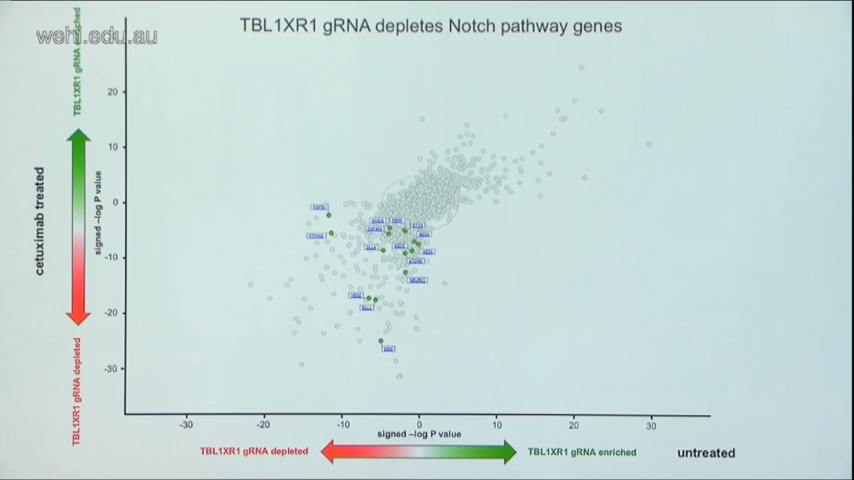 TBL1XR1 gRNA depletes Notch pathway genes
wehi.edu.au
TBL1XR1 gRNA enriched
20
10
0
-10
-20
-30
signed –log P value
cetuximab treated
TBL1XR1 gRNA depleted
-30
-20
-10
0
10
20
30
signed –log P value
TBL1XR1 gRNA depleted
TBL1XR1 gRNA enriched
untreated